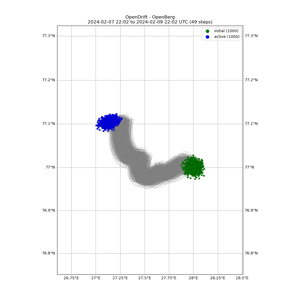 OpenDrift - OpenBerg
2024-02-07 22:02 to 2024-02-09 22:02 UTC (49 steps)
initial (1000)
active (1000)
77.3°N 77.3°N
77.2°N 77.2°N
77.1°N 77.1°N
77°N 77°N
76.9°N 76.9°N
76.8°N 76.8°N
26.75°E 27°E 27.25°E 27.5°E 27.75°E 28°E 28.25°E 28.5°E